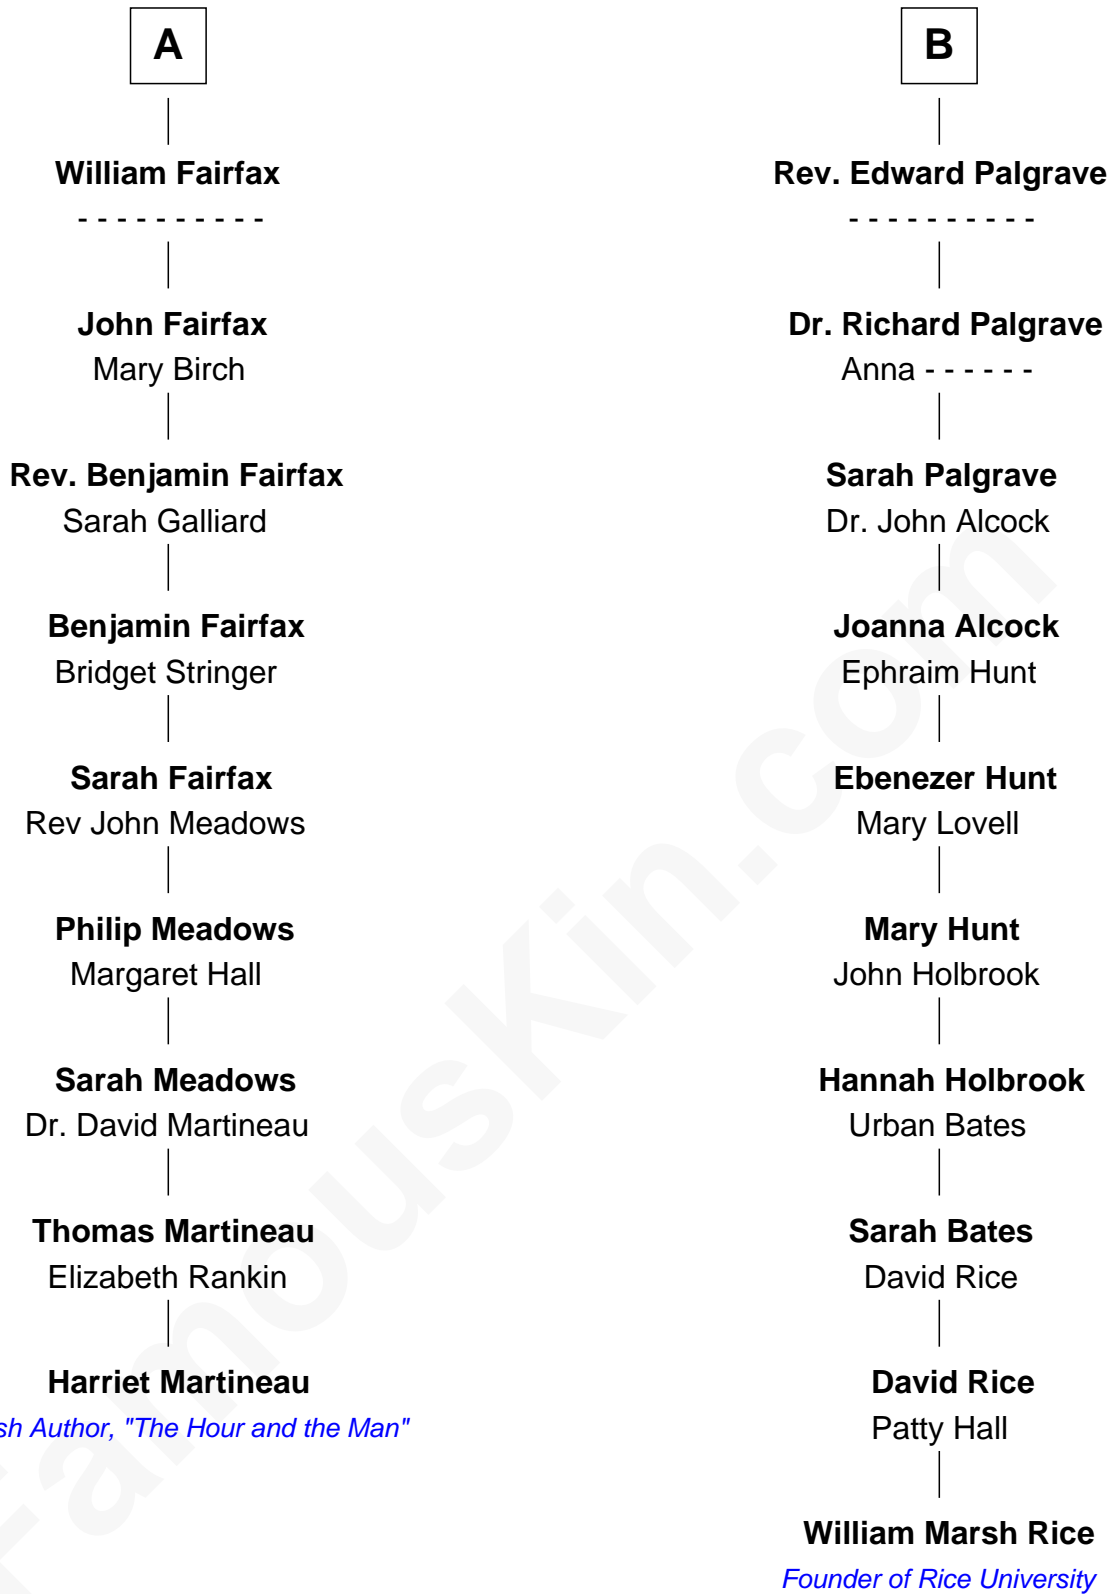 A
William Fairfax
- - - - - - - - - -
John Fairfax
Mary Birch
Rev. Benjamin Fairfax
Sarah Galliard
Benjamin Fairfax
Bridget Stringer
Sarah Fairfax
Rev John Meadows
Philip Meadows
Margaret Hall
Sarah Meadows
Dr. David Martineau
Thomas Martineau
Elizabeth Rankin
Harriet Martineau
sh Author, "The Hour and the Man"
B
Rev. Edward Palgrave
- - - - - - - - - -
Dr. Richard Palgrave
Anna - - - - - -
Sarah Palgrave
Dr. John Alcock
Joanna Alcock
Ephraim Hunt
Ebenezer Hunt
Mary Lovell
Mary Hunt
John Holbrook
Hannah Holbrook
Urban Bates
Sarah Bates
David Rice
David Rice
Patty Hall
William Marsh Rice
Founder of Rice University
FamousKin.com